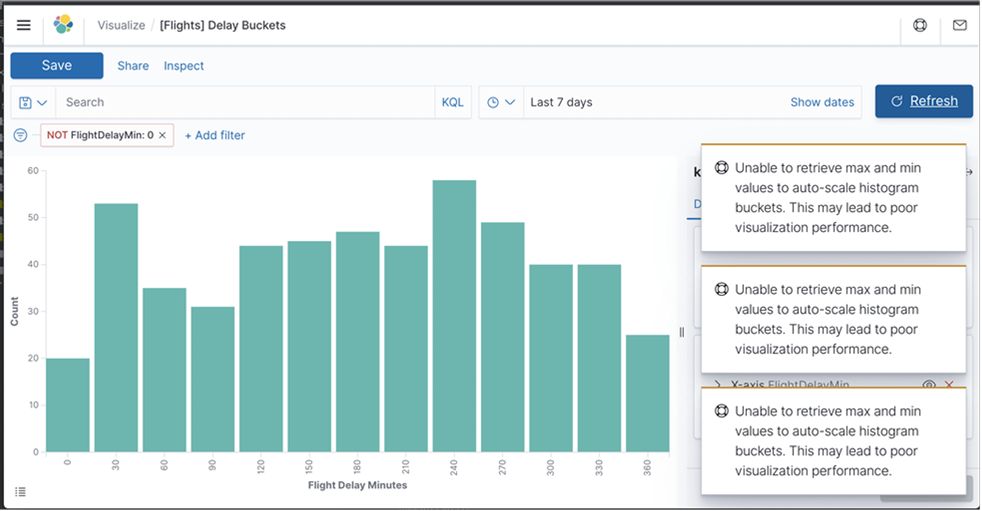 Visualize / [Flights] Delay Buckets
Save Share Inspect
Search KQL Last 7 days Show dates Refresh
NOT FlightDelayMin: 0 × + Add filter
60
50
40
30
20
10
0
Count
0 30 60 90 120 150 180 210 240 270 300 330 360
Flight Delay Minutes
k
D
Unable to retrieve max and min
values to auto-scale histogram
buckets. This may lead to poor
visualization performance.
Unable to retrieve max and min
values to auto-scale histogram
buckets. This may lead to poor
visualization performance.
X-axis FlightDelayMin
Unable to retrieve max and min
values to auto-scale histogram
buckets. This may lead to poor
visualization performance.